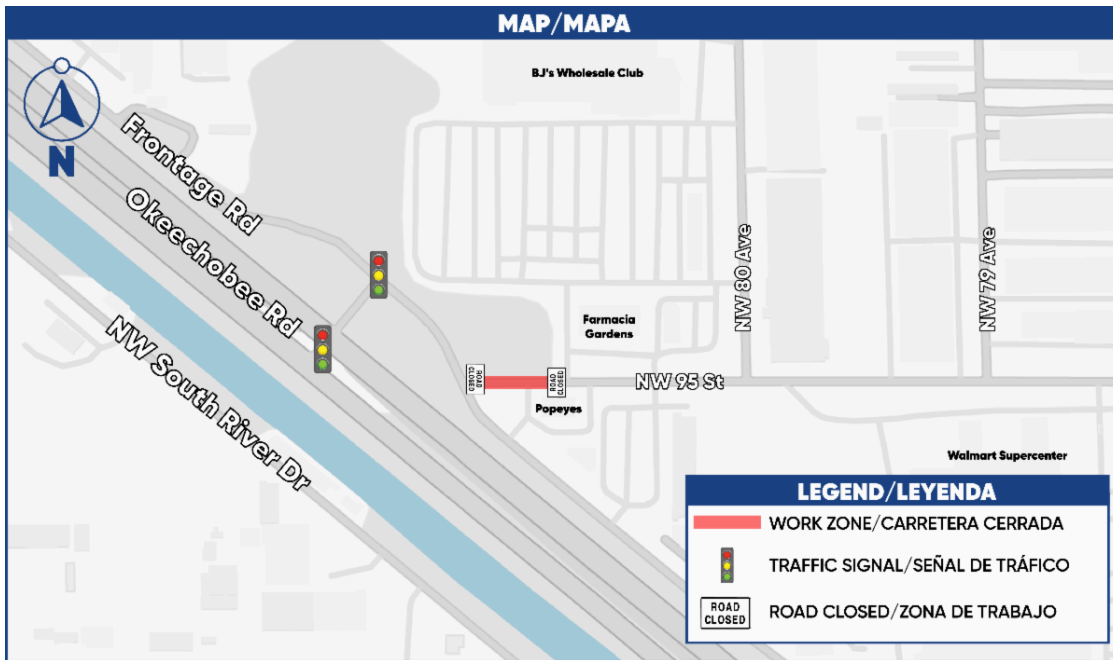 MAP/MAPA
BJ's Wholesale Club
N
Frontage Rd
Okeechobee Rd
NW South River Dr
NW 80 Ave
NW 79 Ave
Farmacia
Gardens
ROAD
CLOSED
ROAD
CLOSED
NW 95 St
Popeyes
Walmart Supercenter
LEGEND/LEYENDA
WORK ZONE/CARRETERA CERRADA
TRAFFIC SIGNAL/SEÑAL DE TRÁFICO
ROAD
CLOSED
ROAD CLOSED/ZONA DE TRABAJO